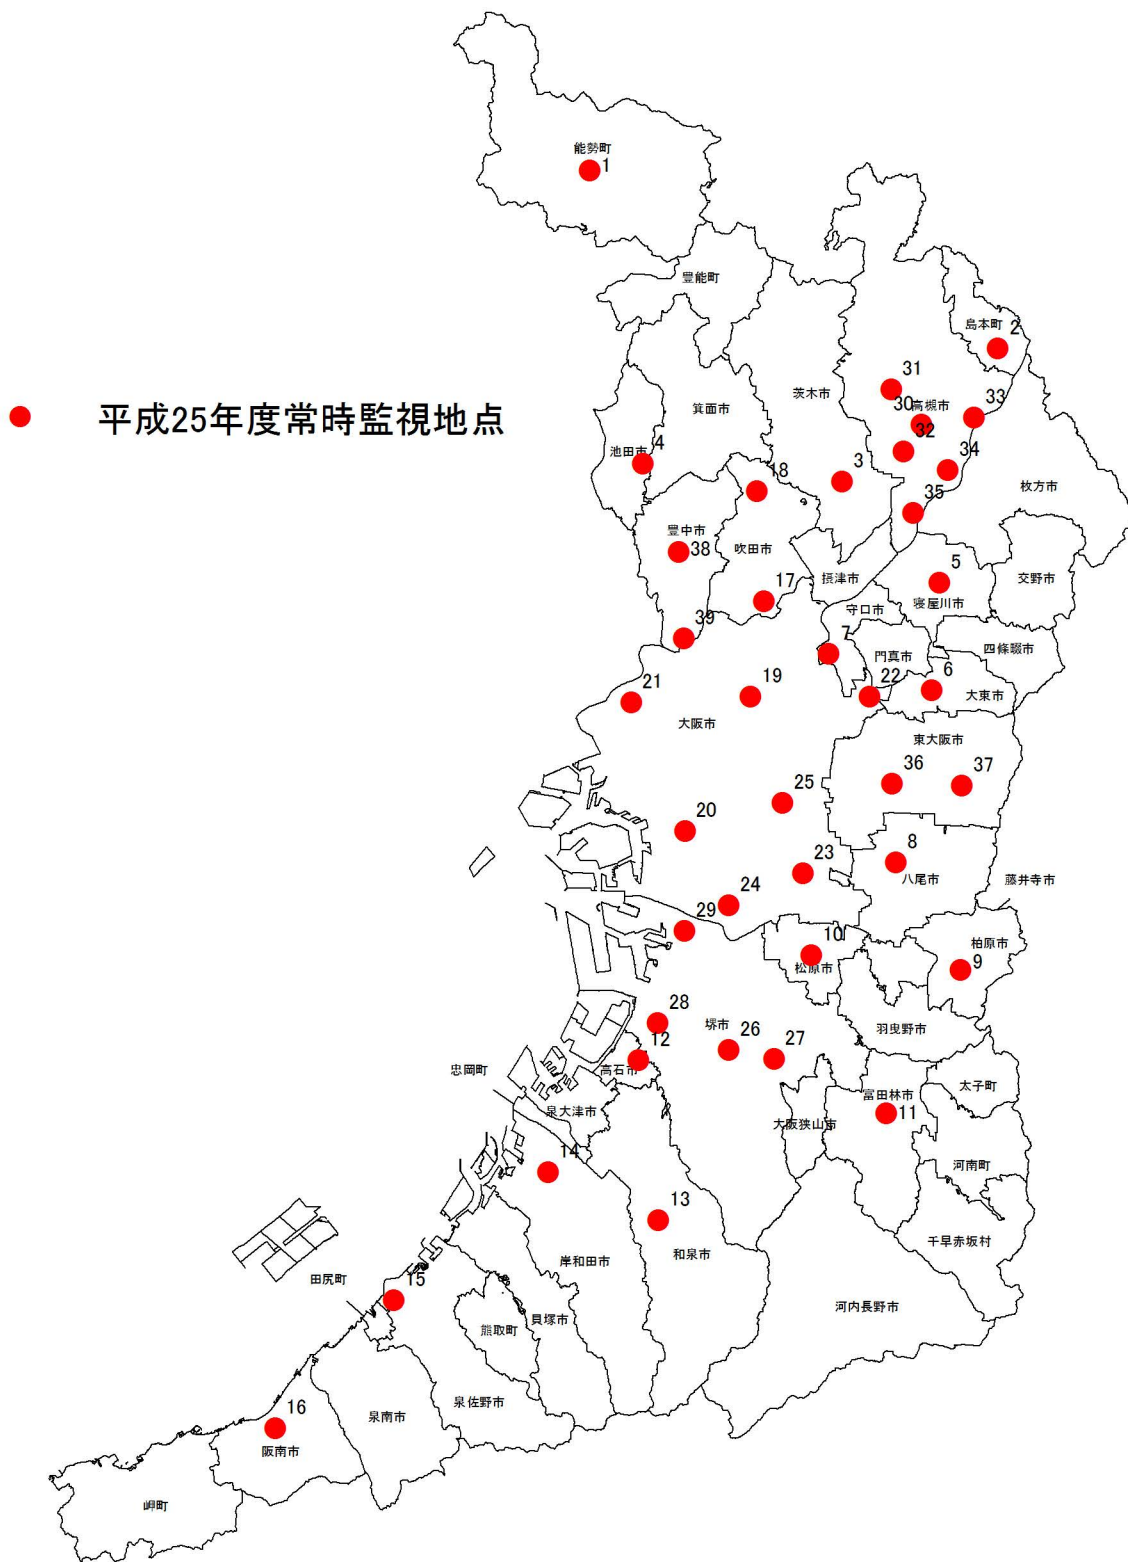 能勢町
1
豊能町
島本町
2
31
茨木市
33
30
高槻市
箕面市
平成25年度常時監視地点
32
池田市
4
34
18
3
枚方市
35
豊中市
38
吹田市
5
摂津市
交野市
17
寝屋川市
守口市
39
7
四條畷市
門真市
22
6
19
21
大東市
大阪市
東大阪市
36
37
25
20
8
23
八尾市
藤井寺市
24
29
10
柏原市
松原市
9
28
堺市
羽曳野市
26
12
27
忠岡町
高石市
太子町
富田林市
泉大津市
11
大阪狭山市
14
河南町
13
千早赤坂村
岸和田市
和泉市
15
田尻町
河内長野市
貝塚市
熊取町
泉佐野市
16
泉南市
阪南市
岬町